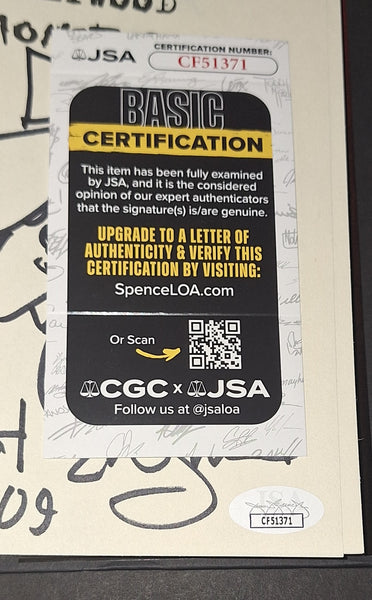 JSA
CERTIFICATION NUMBER:
CF51371
BASIC
CERTIFICATION
This item has been fully examined
by JSA, and it is the considered
opinion of our expert authenticators
that the signature(s) is/are genuine.
UPGRADE TO A LETTER OF
AUTHENTICITY & VERIFY THIS
CERTIFICATION BY VISITING:
SpenceLOA.com
Or Scan
CGC x JSA
Follow us at @jsaloa
09
JSA
CF51371